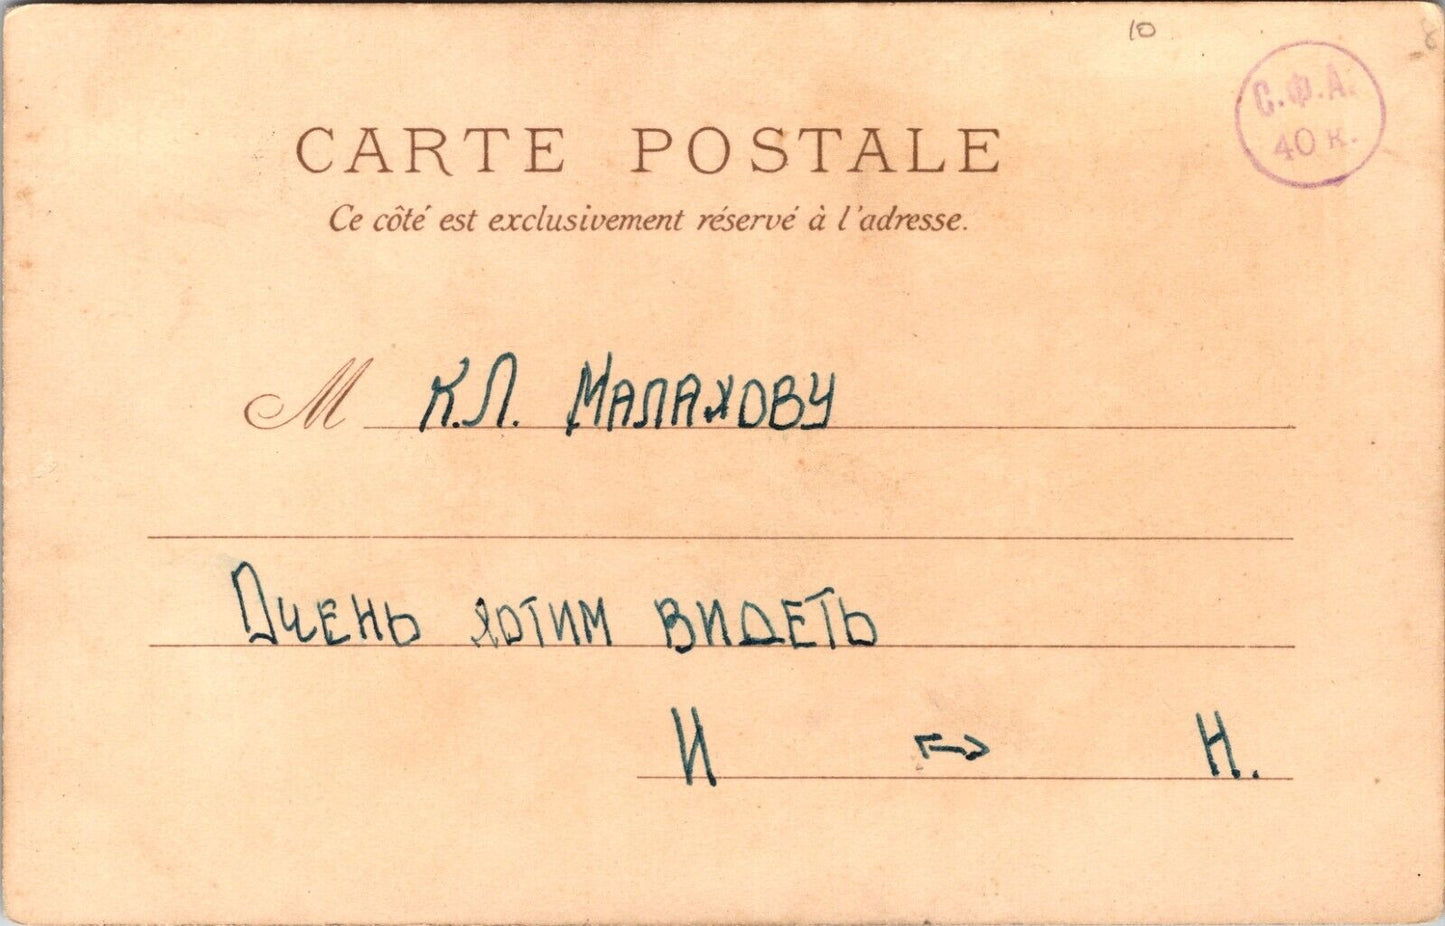 10
С.Ф.А.
40 к.
CARTE POSTALE
Ce côté est exclusivement réservé à l'adresse.
M К.Л. Малахову
Очень хотим видеть
И ↔ Н.